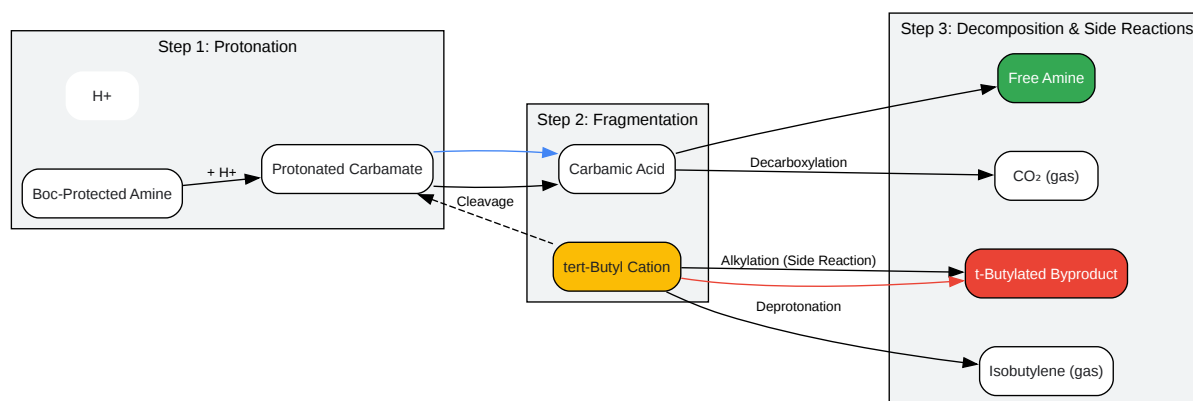 Step 1: Protonation
H+
Boc-Protected Amine
+ H+
Protonated Carbamate
Cleavage
Step 2: Fragmentation
Carbamic Acid
tert-Butyl Cation
Decarboxylation
Alkylation (Side Reaction)
Deprotonation
Step 3: Decomposition & Side Reactions
Free Amine
CO₂ (gas)
t-Butylated Byproduct
Isobutylene (gas)